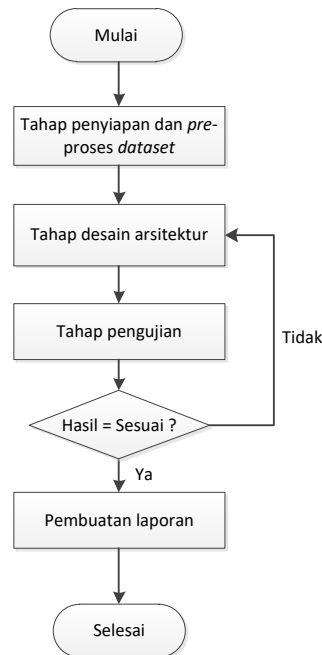 Mulai
Tahap penyiapan dan pre-
proses dataset
Tahap desain arsitektur
Tahap pengujian
Tidak
Hasil = Sesuai ?
Ya
Pembuatan laporan
Selesai